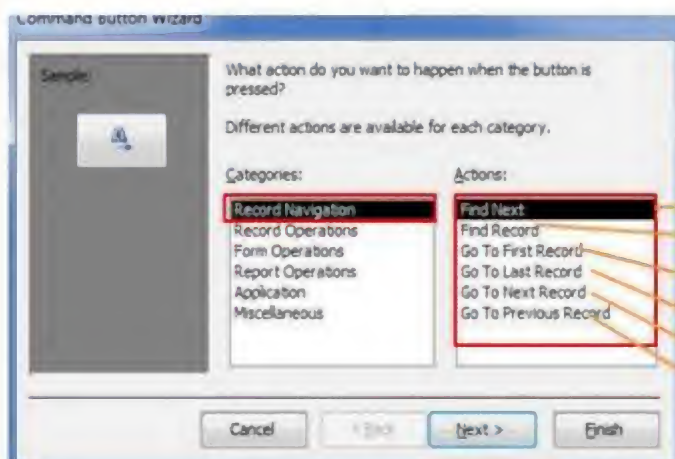 Command Button Wizard
Sample:
What action do you want to happen when the button is
pressed?
Different actions are available for each category.
Categories:
Actions:
Record Navigation
Record Operations
Form Operations
Report Operations
Application
Miscellaneous
Find Next
Find Record
Go To First Record
Go To Last Record
Go To Next Record
Go To Previous Record
Cancel
< Back
Next >
Finish